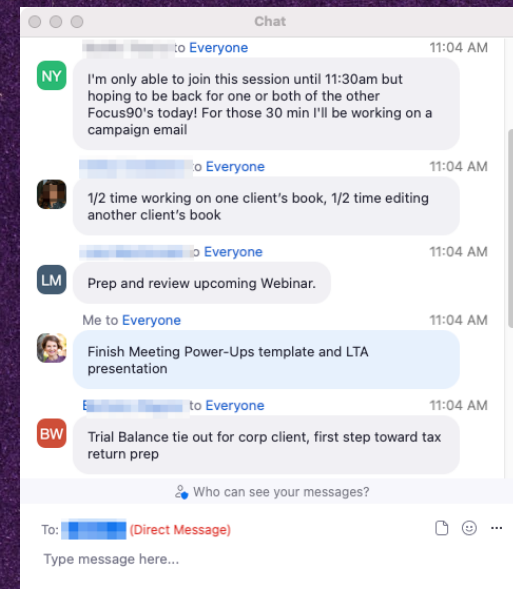 Chat
to Everyone 11:04 AM
NY
I'm only able to join this session until 11:30am but
hoping to be back for one or both of the other
Focus90's today! For those 30 min I'll be working on a
campaign email
to Everyone 11:04 AM
1/2 time working on one client's book, 1/2 time editing
another client's book
to Everyone 11:04 AM
LM
Prep and review upcoming Webinar.
Me to Everyone 11:04 AM
Finish Meeting Power-Ups template and LTA
presentation
to Everyone 11:04 AM
BW
Trial Balance tie out for corp client, first step toward tax
return prep
Who can see your messages?
To: (Direct Message)
Type message here...